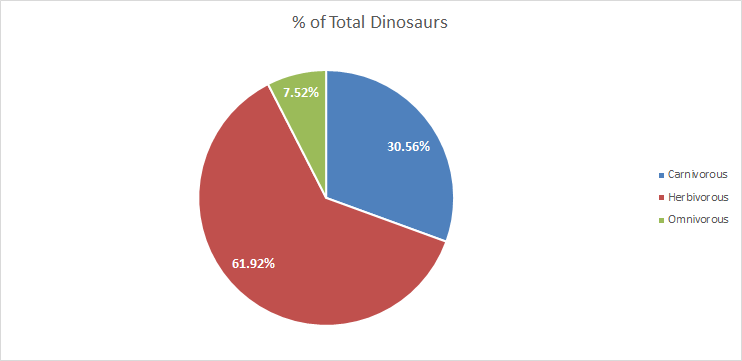 % of Total Dinosaurs
7.52%
30.56%
61.92%
Carnivorous
Herbivorous
Omnivorous